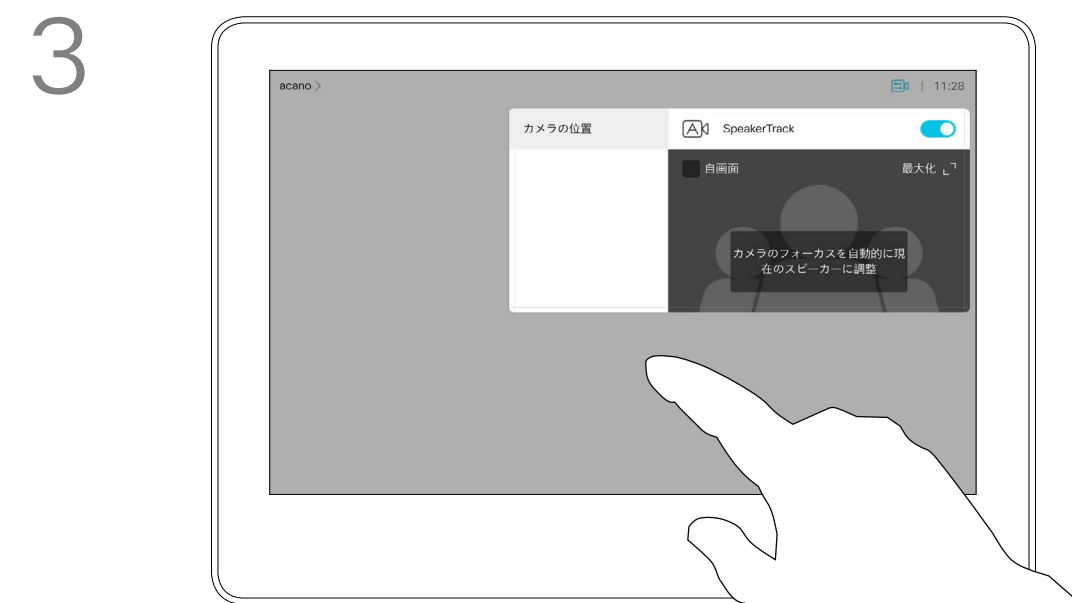 3
acano >
11:28
カメラの位置
SpeakerTrack
自画面
最大化
カメラのフォーカスを自動的に現
在のスピーカーに調整